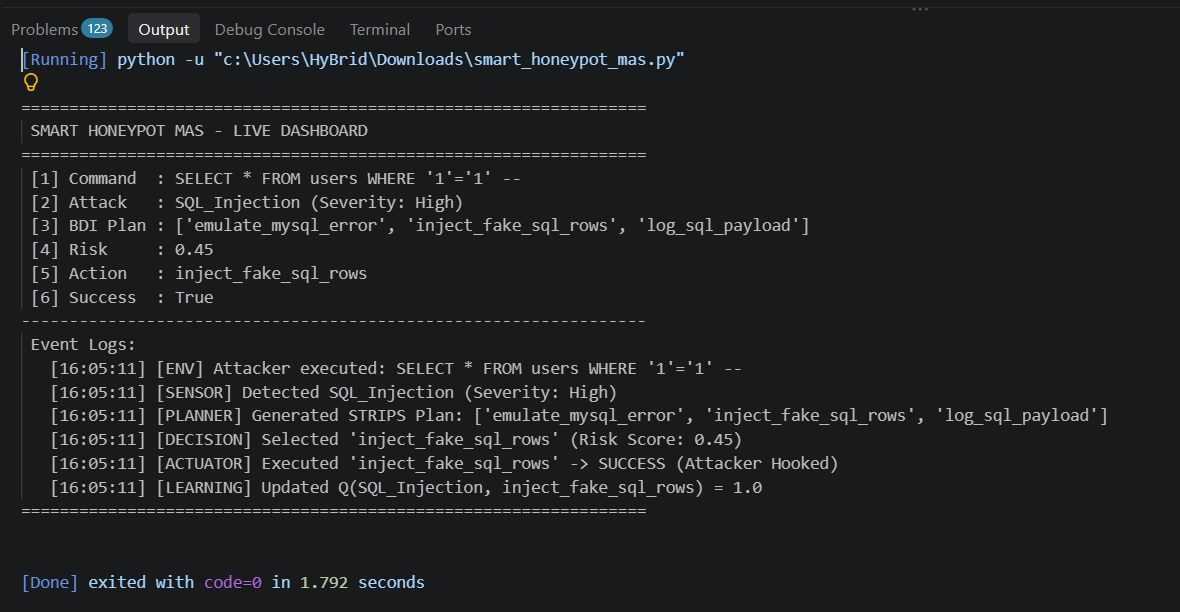 Problems 123 Output Debug Console Terminal Ports
[Running] python -u "c:\Users\HyBrid\Downloads\smart_honeypot_mas.py"
=================================================================
SMART HONEYPOT MAS - LIVE DASHBOARD
=================================================================
[1] Command  : SELECT * FROM users WHERE '1'='1' --
[2] Attack   : SQL_Injection (Severity: High)
[3] BDI Plan : ['emulate_mysql_error', 'inject_fake_sql_rows', 'log_sql_payload']
[4] Risk     : 0.45
[5] Action   : inject_fake_sql_rows
[6] Success  : True
-----------------------------------------------------------------
Event Logs:
[16:05:11] [ENV] Attacker executed: SELECT * FROM users WHERE '1'='1' --
[16:05:11] [SENSOR] Detected SQL_Injection (Severity: High)
[16:05:11] [PLANNER] Generated STRIPS Plan: ['emulate_mysql_error', 'inject_fake_sql_rows', 'log_sql_payload']
[16:05:11] [DECISION] Selected 'inject_fake_sql_rows' (Risk Score: 0.45)
[16:05:11] [ACTUATOR] Executed 'inject_fake_sql_rows' -> SUCCESS (Attacker Hooked)
[16:05:11] [LEARNING] Updated Q(SQL_Injection, inject_fake_sql_rows) = 1.0
=================================================================
[Done] exited with code=0 in 1.792 seconds